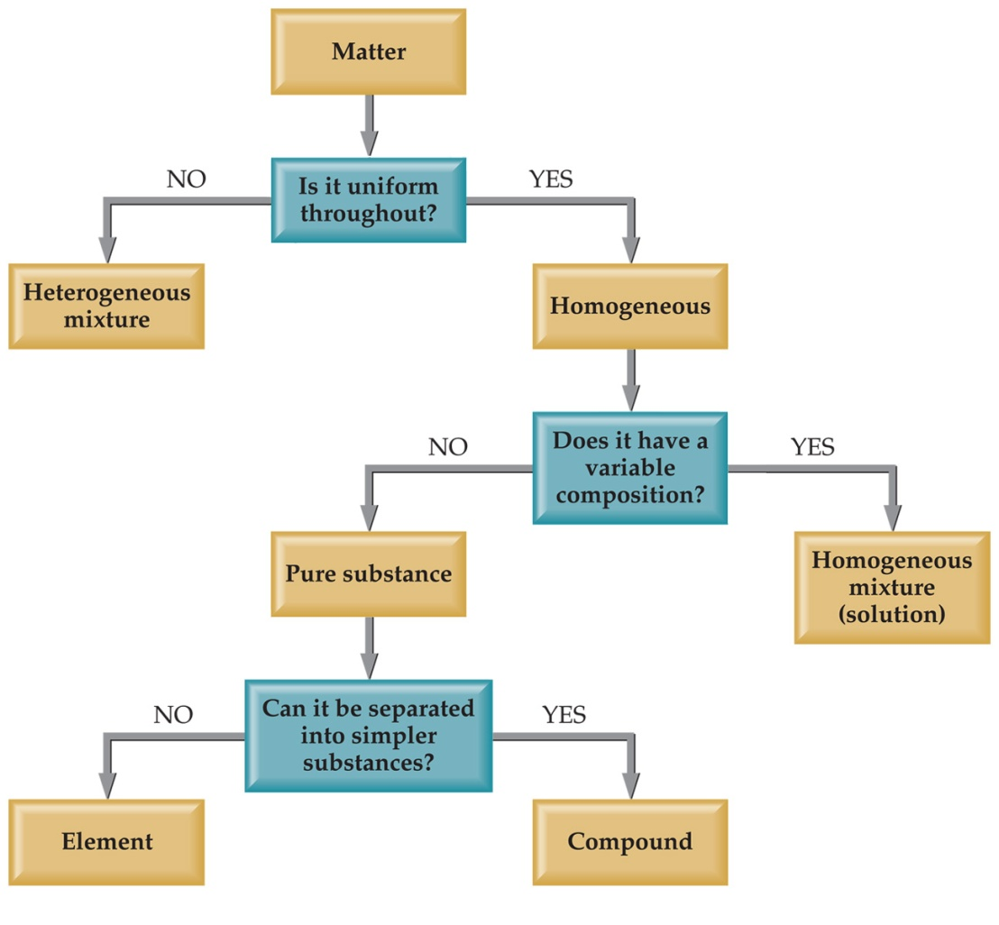 Matter
NO
Is it uniform
throughout?
YES
Heterogeneous
mixture
Homogeneous
NO
Does it have a
variable
composition?
YES
Pure substance
Homogeneous
mixture
(solution)
NO
Can it be separated
into simpler
substances?
YES
Element
Compound